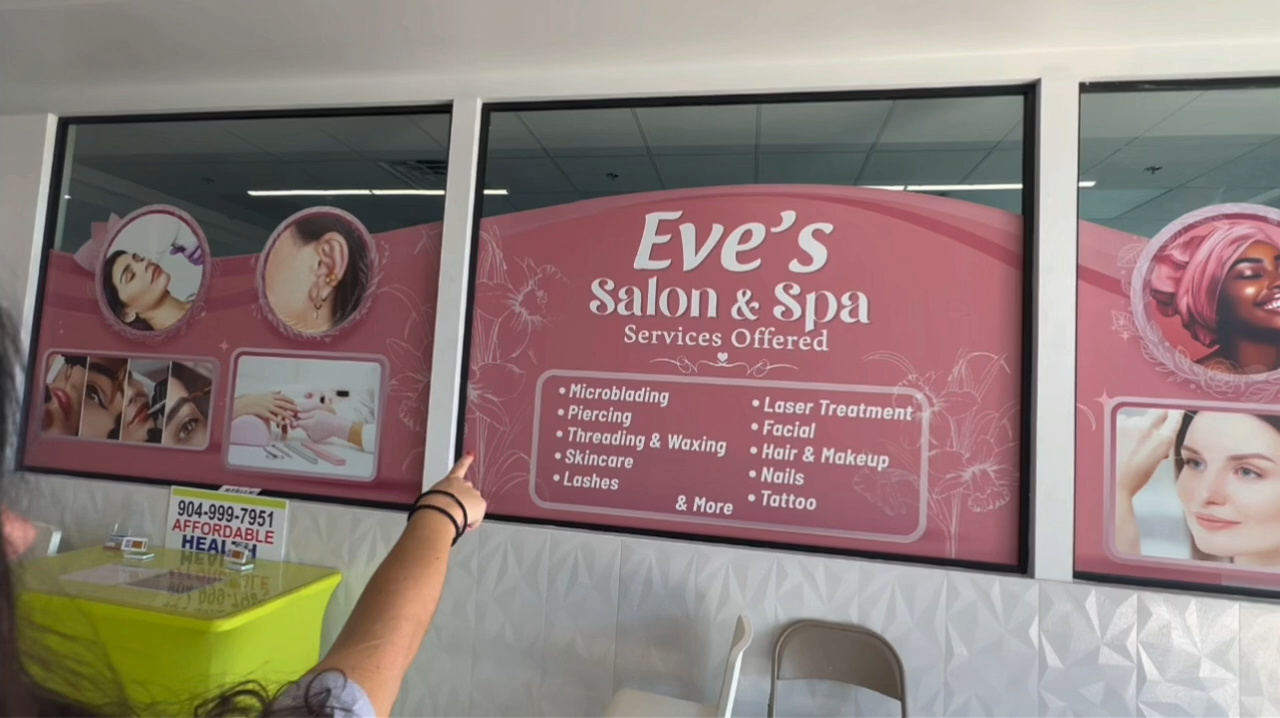 Eve's
Salon & Spa
Services Offered
• Microblading
• Piercing
• Threading & Waxing
• Skincare
• Lashes
• Laser Treatment
• Facial
• Hair & Makeup
• Nails
• Tattoo
& More
904-999-7951
AFFORDABLE
HEALTH